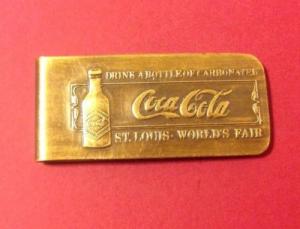 DRINK A BOTTLE OF CARBONATED
Coca-Cola
ST. LOUIS - WORLD'S FAIR